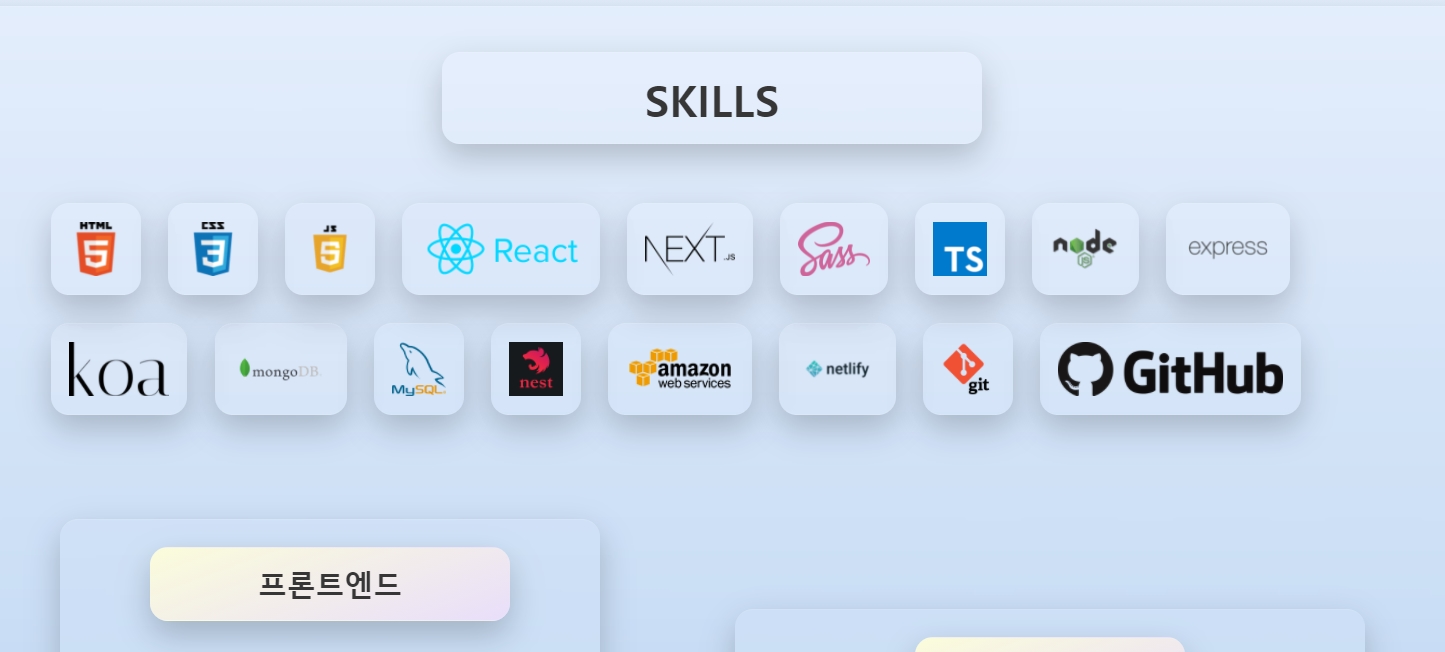 SKILLS
HTML 5
CSS 3
JS 5
React
NEXT.JS
Sass
TS
node JS
express
koa
mongoDB.
MySQL
nest
amazon
web services
netlify
git
GitHub
프론트엔드